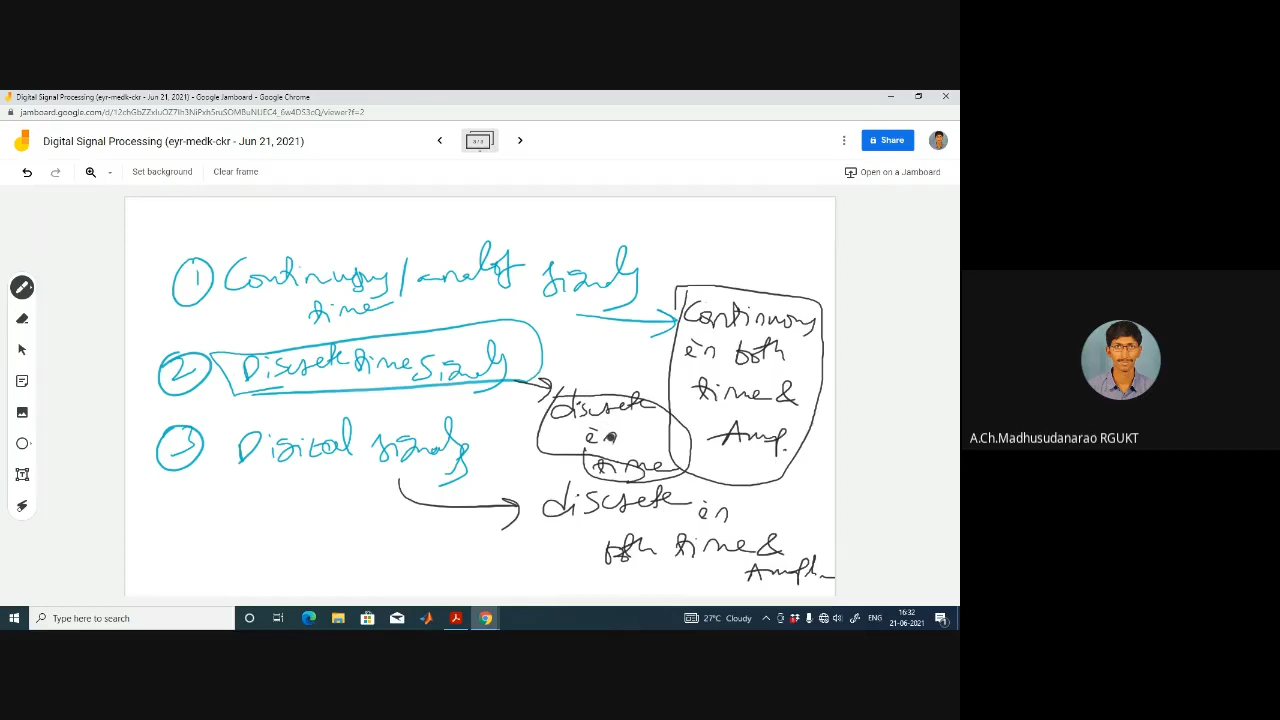 Digital Signal Processing (eyr-medk-ckr - Jun 21, 2021) - Google Jamboard - Google Chrome
Digital Signal Processing (eyr-medk-ckr - Jun 21, 2021)
3 / 3
Share
Set background
Clear frame
Open on a Jamboard
① Continuous / analog signals
time
② Discrete time signals
③ Digital signals
Continuous
in both
time &
Amp.
discrete
in
time
discrete in
both time &
Ampl.
A.Ch.Madhusudanarao RGUKT
Type here to search
27°C Cloudy
ENG
16:32
21-06-2021